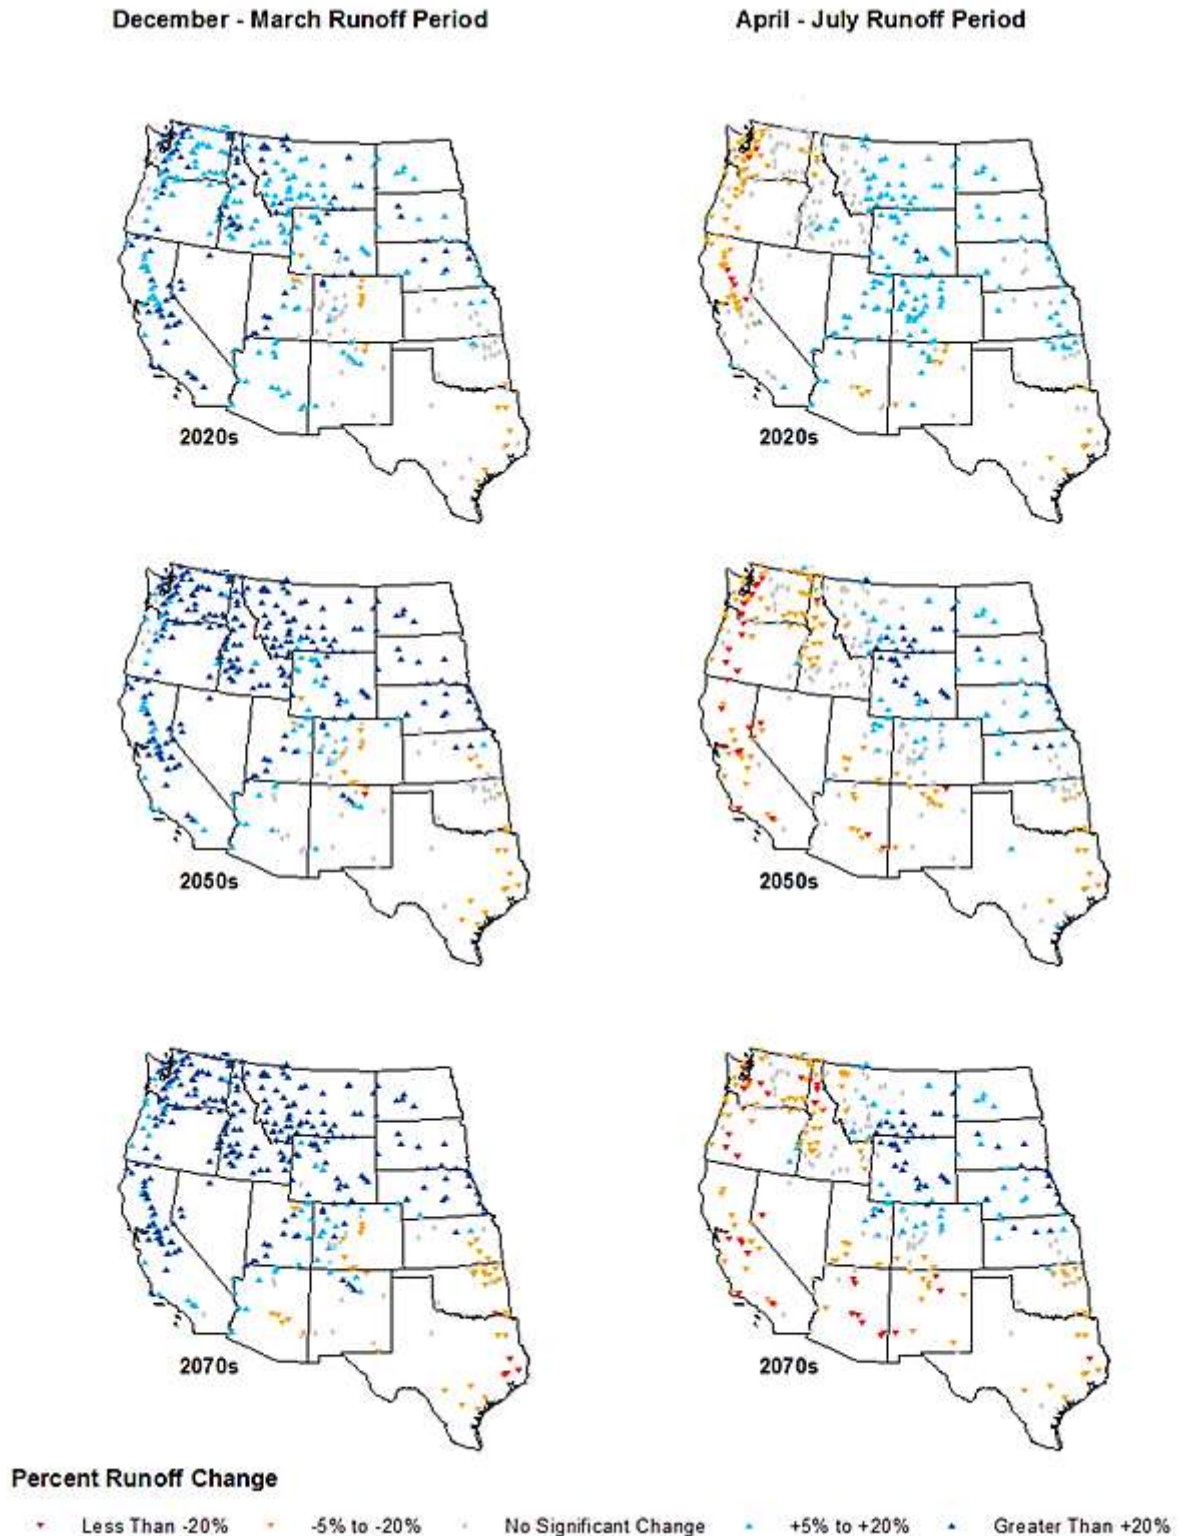 December - March Runoff Period
April - July Runoff Period
2020s
2020s
2050s
2050s
2070s
2070s
Percent Runoff Change
Less Than -20%
-5% to -20%
No Significant Change
+5% to +20%
Greater Than +20%